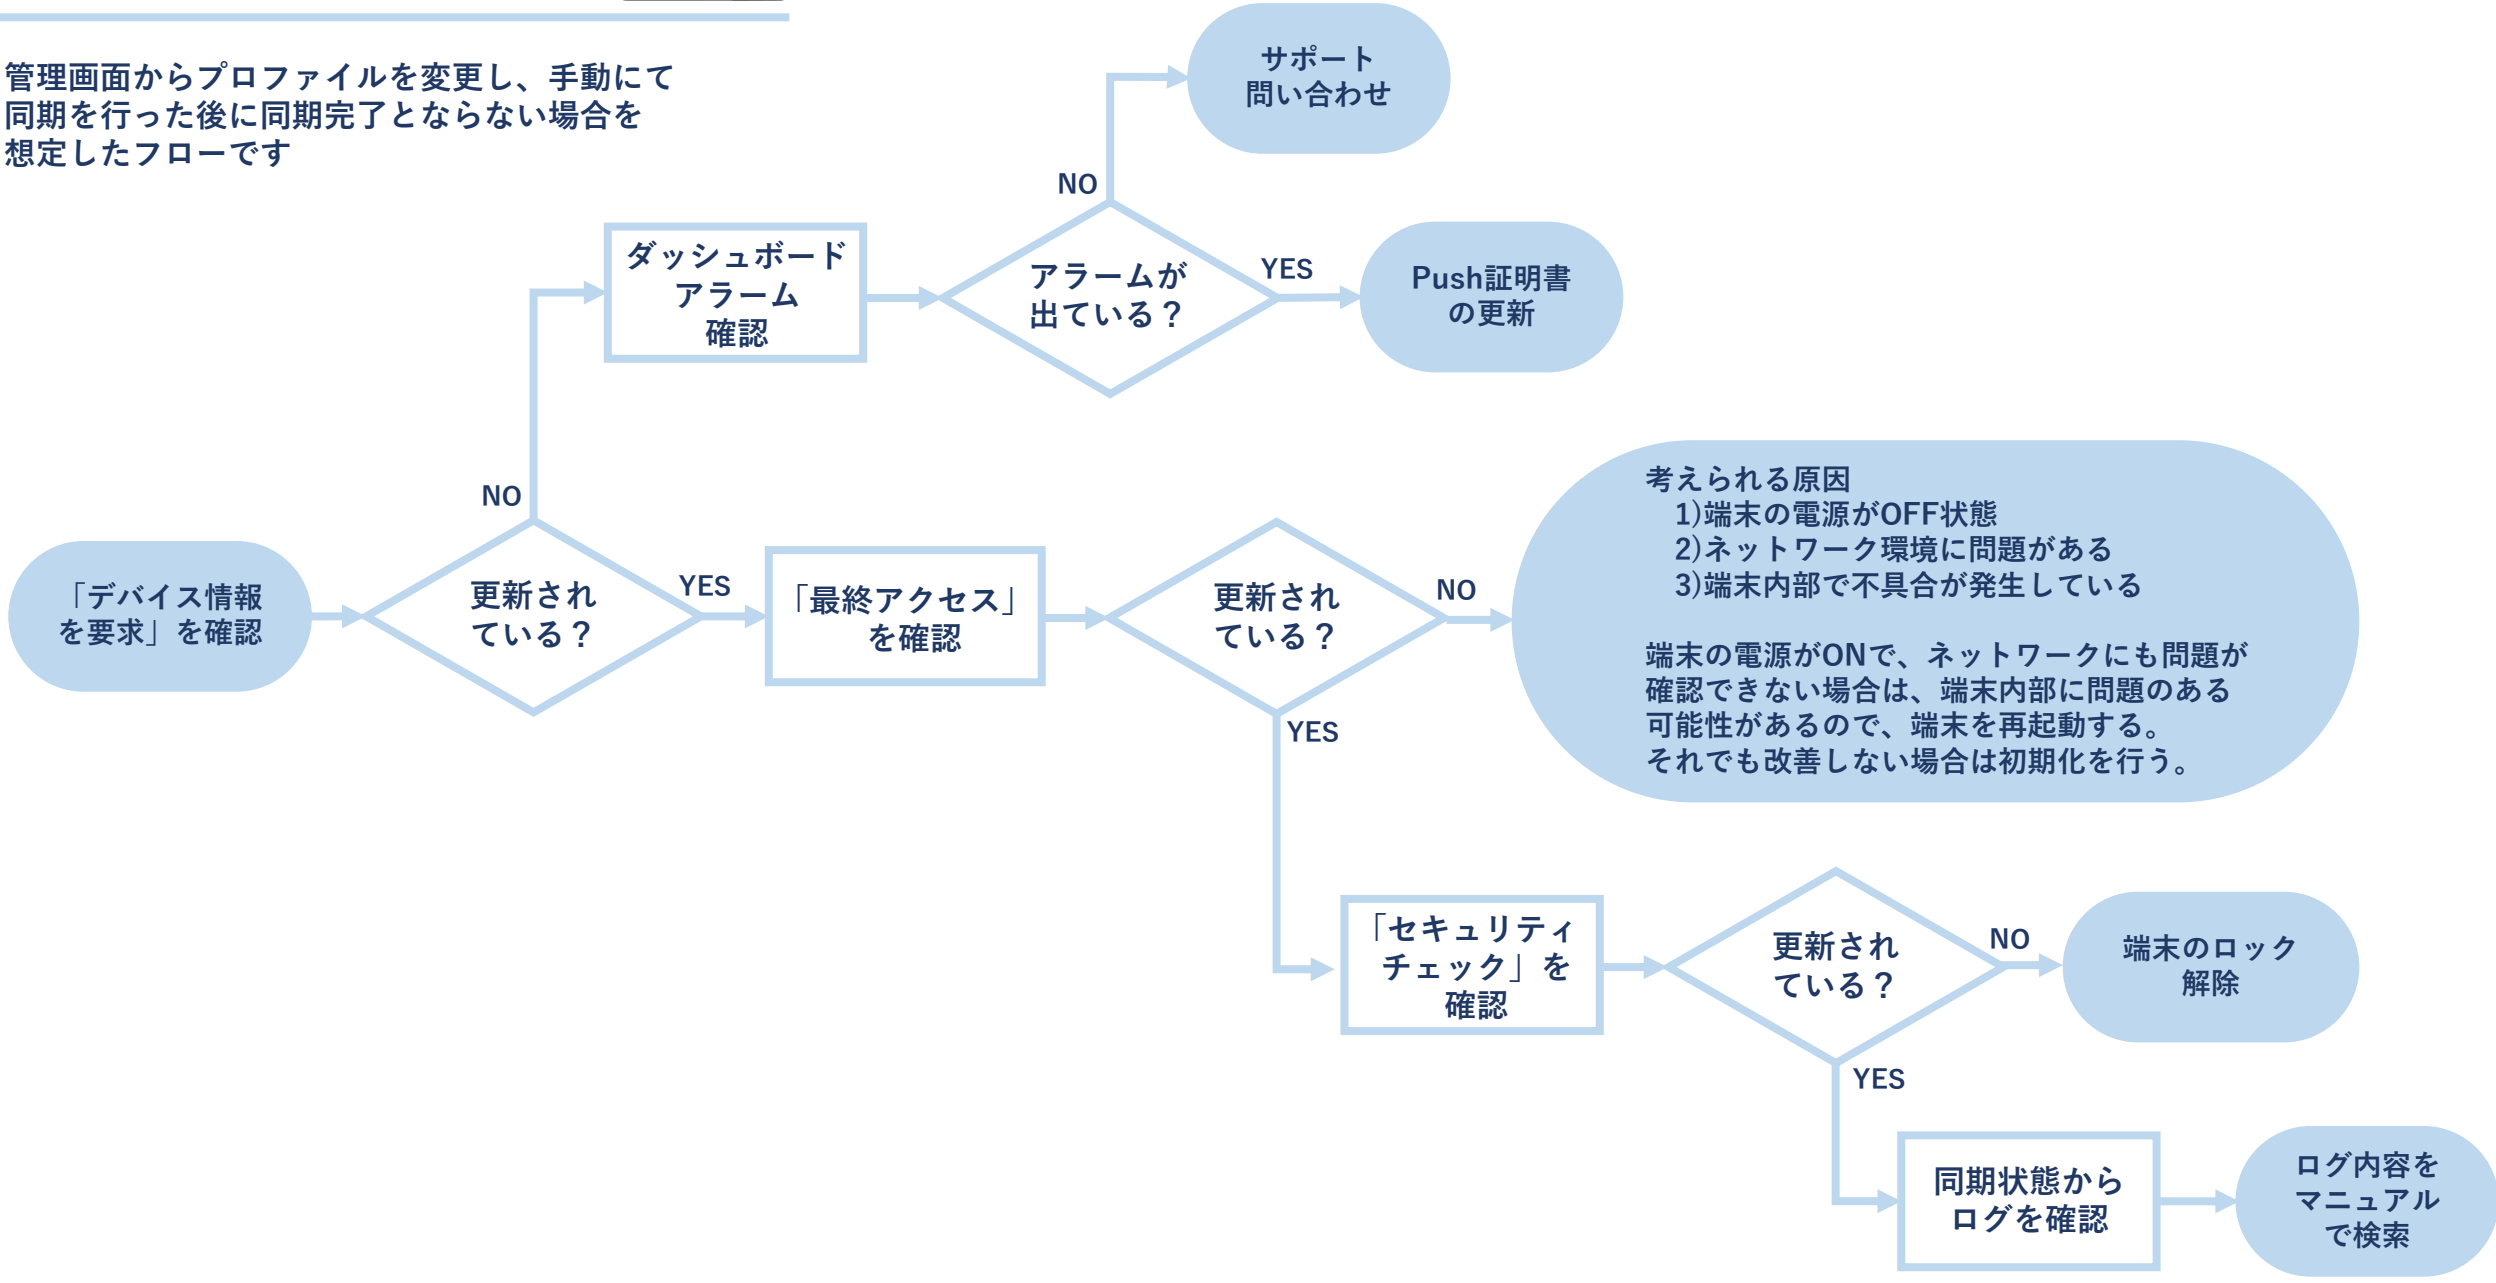 管理画面からプロファイルを変更し、手動にて
同期を行った後に同期完了とならない場合を
想定したフローです
サポート
問い合わせ
NO
ダッシュボード
アラーム
確認
アラームが
出ている？
YES
Push証明書
の更新
NO
「デバイス情報
を要求」を確認
更新され
ている？
YES
「最終アクセス」
を確認
更新され
ている？
NO
考えられる原因
1)端末の電源がOFF状態
2)ネットワーク環境に問題がある
3)端末内部で不具合が発生している
端末の電源がONで、ネットワークにも問題が
確認できない場合は、端末内部に問題のある
可能性があるので、端末を再起動する。
それでも改善しない場合は初期化を行う。
YES
「セキュリティ
チェック」を
確認
更新され
ている？
NO
端末のロック
解除
YES
同期状態から
ログを確認
ログ内容を
マニュアル
で検索